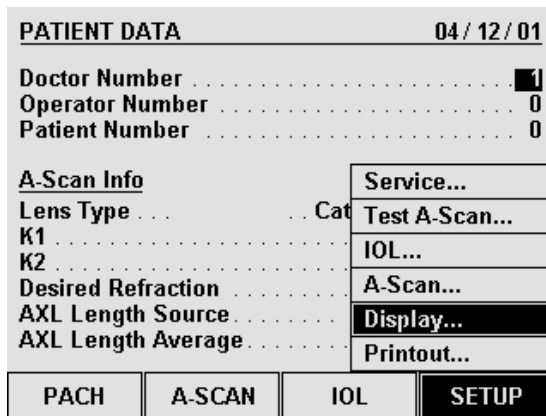 PATIENT DATA 04/12/01
Doctor Number . . . . . . . . . . . . . . . . . . . . . . . . 1
Operator Number . . . . . . . . . . . . . . . . . . . . . 0
Patient Number . . . . . . . . . . . . . . . . . . . . . . 0
A-Scan Info
Lens Type . . . . . Cat
K1 . . . . . . . . . . . . . . . . . . . .
K2 . . . . . . . . . . . . . . . . . . . .
Desired Refraction . . . . . . . .
AXL Length Source . . . . . . .
AXL Length Average . . . . . . .
Service...
Test A-Scan...
IOL...
A-Scan...
Display...
Printout...
PACH A-SCAN IOL SETUP